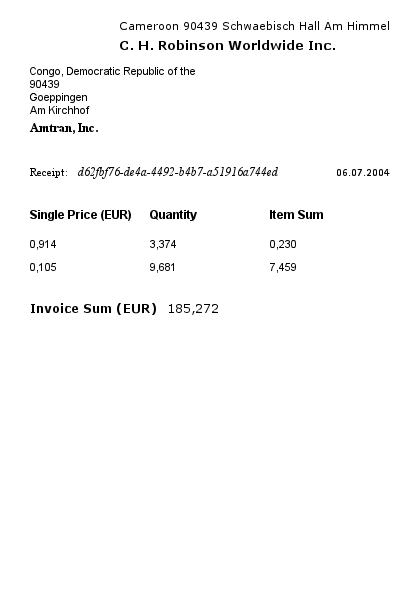 Cameroon 90439 Schwaebisch Hall Am Himmel
C. H. Robinson Worldwide Inc.
Congo, Democratic Republic of the
90439
Goeppingen
Am Kirchhof
Amtran, Inc.
Receipt: d62fbf76-de4a-4492-b4b7-a51916a744ed 06.07.2004
Single Price (EUR) Quantity Item Sum
0,914 3,374 0,230
0,105 9,681 7,459
Invoice Sum (EUR) 185,272